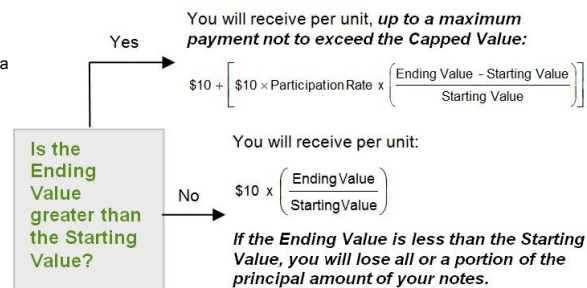 You will receive per unit, up to a maximum
payment not to exceed the Capped Value:
Yes
a
$10 + [ $10 × Participation Rate x ( Ending Value - Starting Value / Starting Value ) ]
Is the
Ending
Value
greater than
the Starting
Value?
No
You will receive per unit:
$10 x ( Ending Value / Starting Value )
If the Ending Value is less than the Starting
Value, you will lose all or a portion of the
principal amount of your notes.